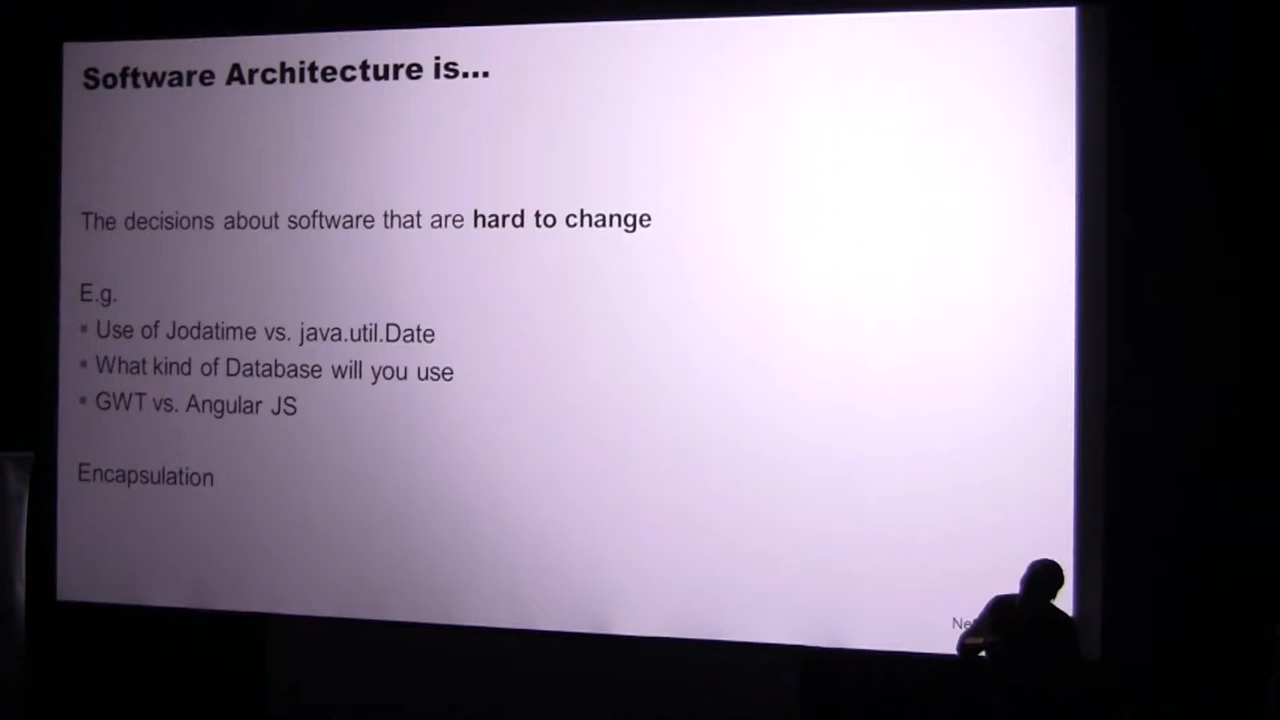 Software Architecture is...
The decisions about software that are hard to change
E.g.
▪ Use of Jodatime vs. java.util.Date
▪ What kind of Database will you use
▪ GWT vs. Angular JS
Encapsulation